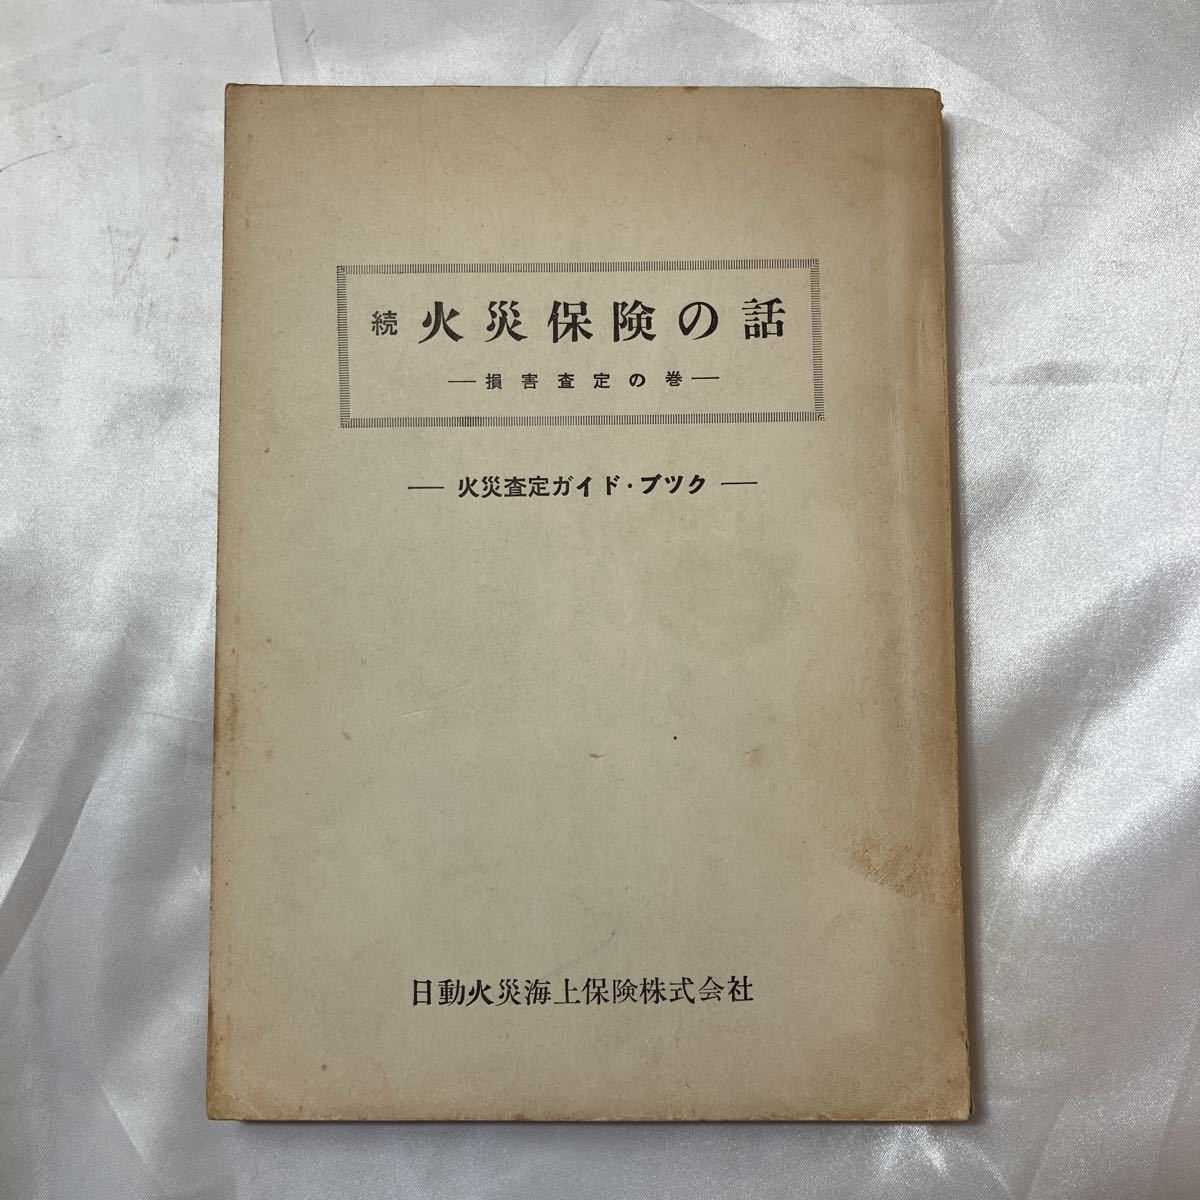 続 火災保険の話
― 損害査定の巻 ―
― 火災査定ガイド・ブツク ―
日動火災海上保険株式会社